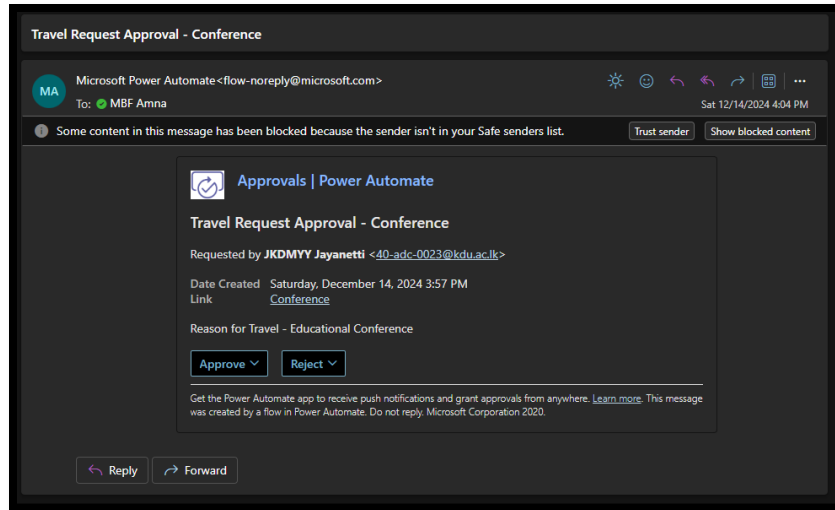 Travel Request Approval - Conference
MA
Microsoft Power Automate<flow-noreply@microsoft.com>
To: MBF Amna
Sat 12/14/2024 4:04 PM
Some content in this message has been blocked because the sender isn't in your Safe senders list.
Trust sender
Show blocked content
Approvals | Power Automate
Travel Request Approval - Conference
Requested by JKDMYY Jayanetti <40-adc-0023@kdu.ac.lk>
Date Created Saturday, December 14, 2024 3:57 PM
Link Conference
Reason for Travel - Educational Conference
Approve Reject
Get the Power Automate app to receive push notifications and grant approvals from anywhere. Learn more. This message
was created by a flow in Power Automate. Do not reply. Microsoft Corporation 2020.
Reply Forward